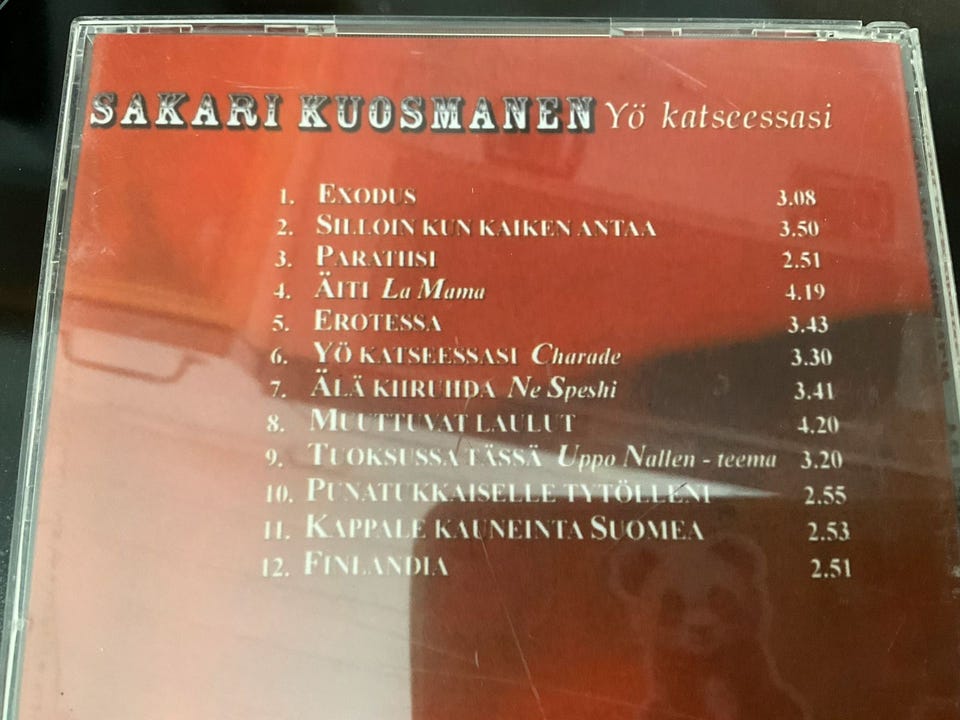 SAKARI KUOSMANEN Yö katseessasi
1. EXODUS 3.08
2. SILLOIN KUN KAIKEN ANTAA 3.50
3. PARATIISI 2.51
4. ÄITI La Mama 4.19
5. EROTESSA 3.43
6. YÖ KATSEESSASI Charade 3.30
7. ÄLÄ KIIRUHDA Ne Speshi 3.41
8. MUUTTUVAT LAULUT 4.20
9. TUOKSUSSA TÄSSÄ Uppo Nallen - teema 3.20
10. PUNATUKKAISELLE TYTÖLLENI 2.55
11. KAPPALE KAUNEINTA SUOMEA 2.53
12. FINLANDIA 2.51